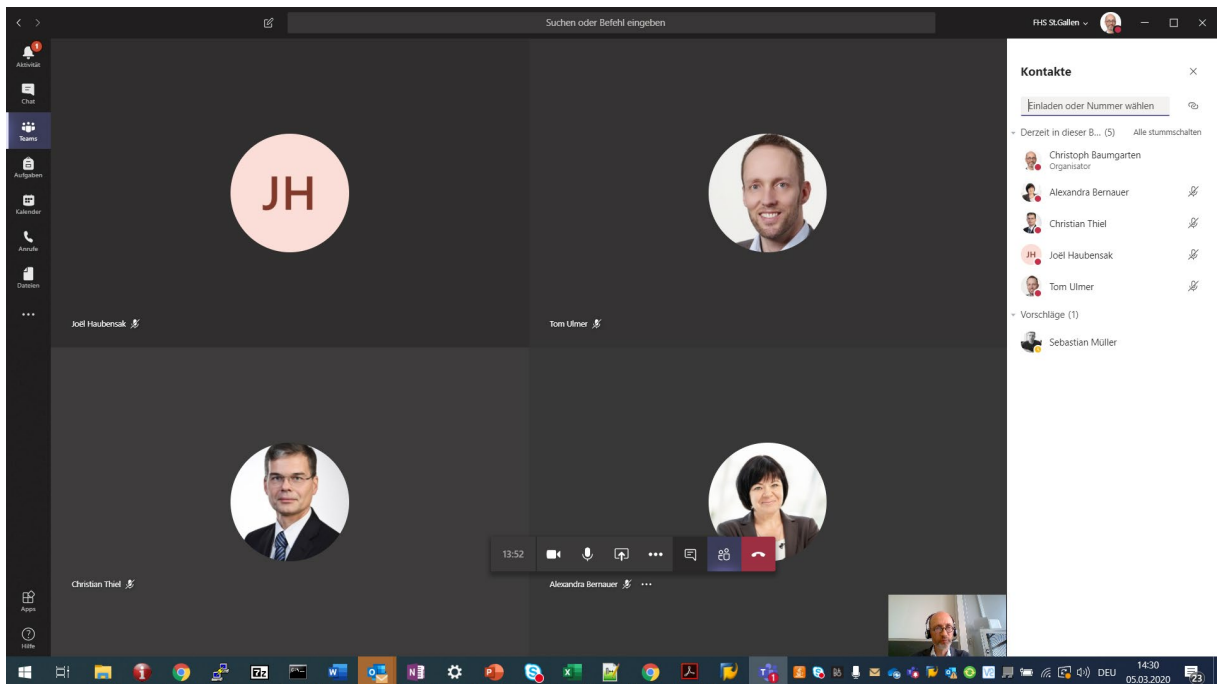 Suchen oder Befehl eingeben
FHS St.Gallen
1
Aktivität
Chat
Teams
Aufgaben
Kalender
Anrufe
Dateien
Apps
Hilfe
JH
Joël Haubensak
Tom Ulmer
Christian Thiel
Alexandra Bernauer
13:52
Kontakte
Einladen oder Nummer wählen
Derzeit in dieser B... (5) Alle stummschalten
Christoph Baumgarten
Organisator
Alexandra Bernauer
Christian Thiel
JH Joël Haubensak
Tom Ulmer
Vorschläge (1)
Sebastian Müller
DEU
14:30
05.03.2020
23